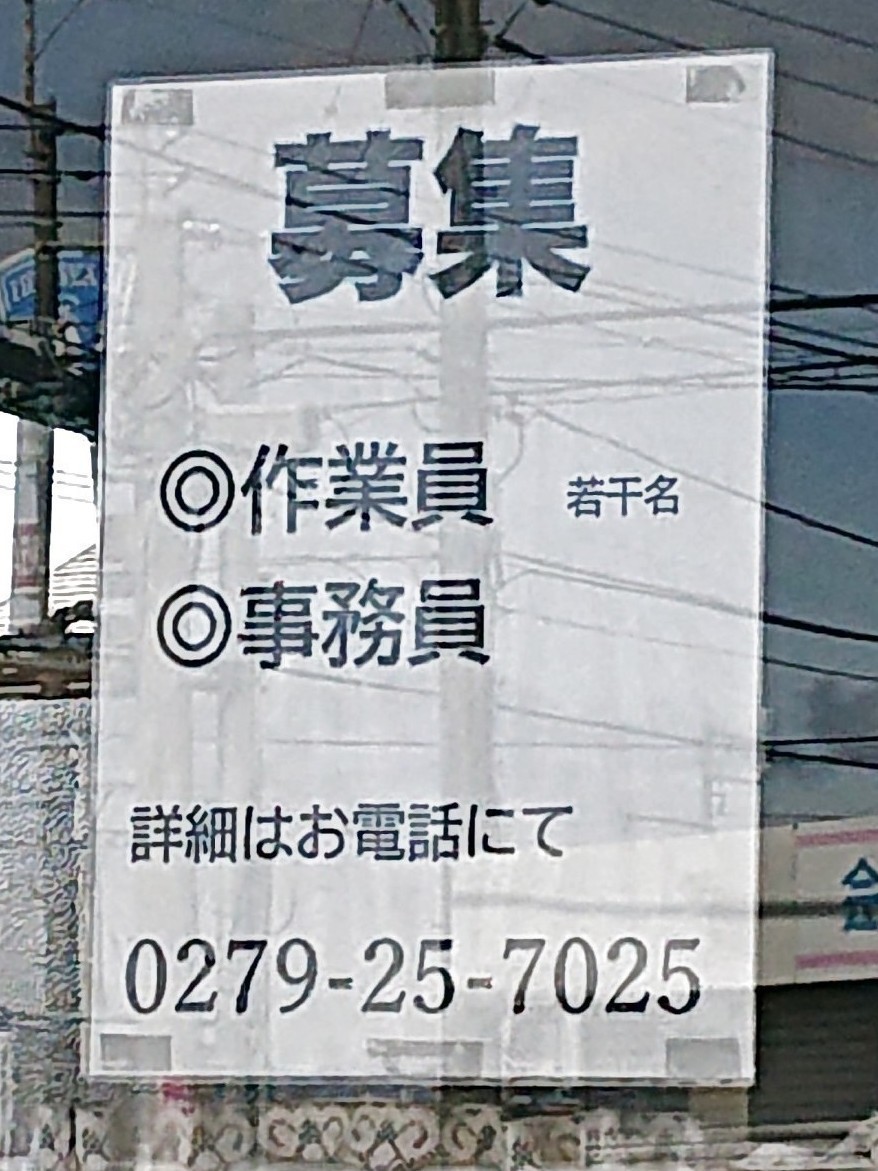 募集
◎作業員 若干名
◎事務員
詳細はお電話にて
0279-25-7025